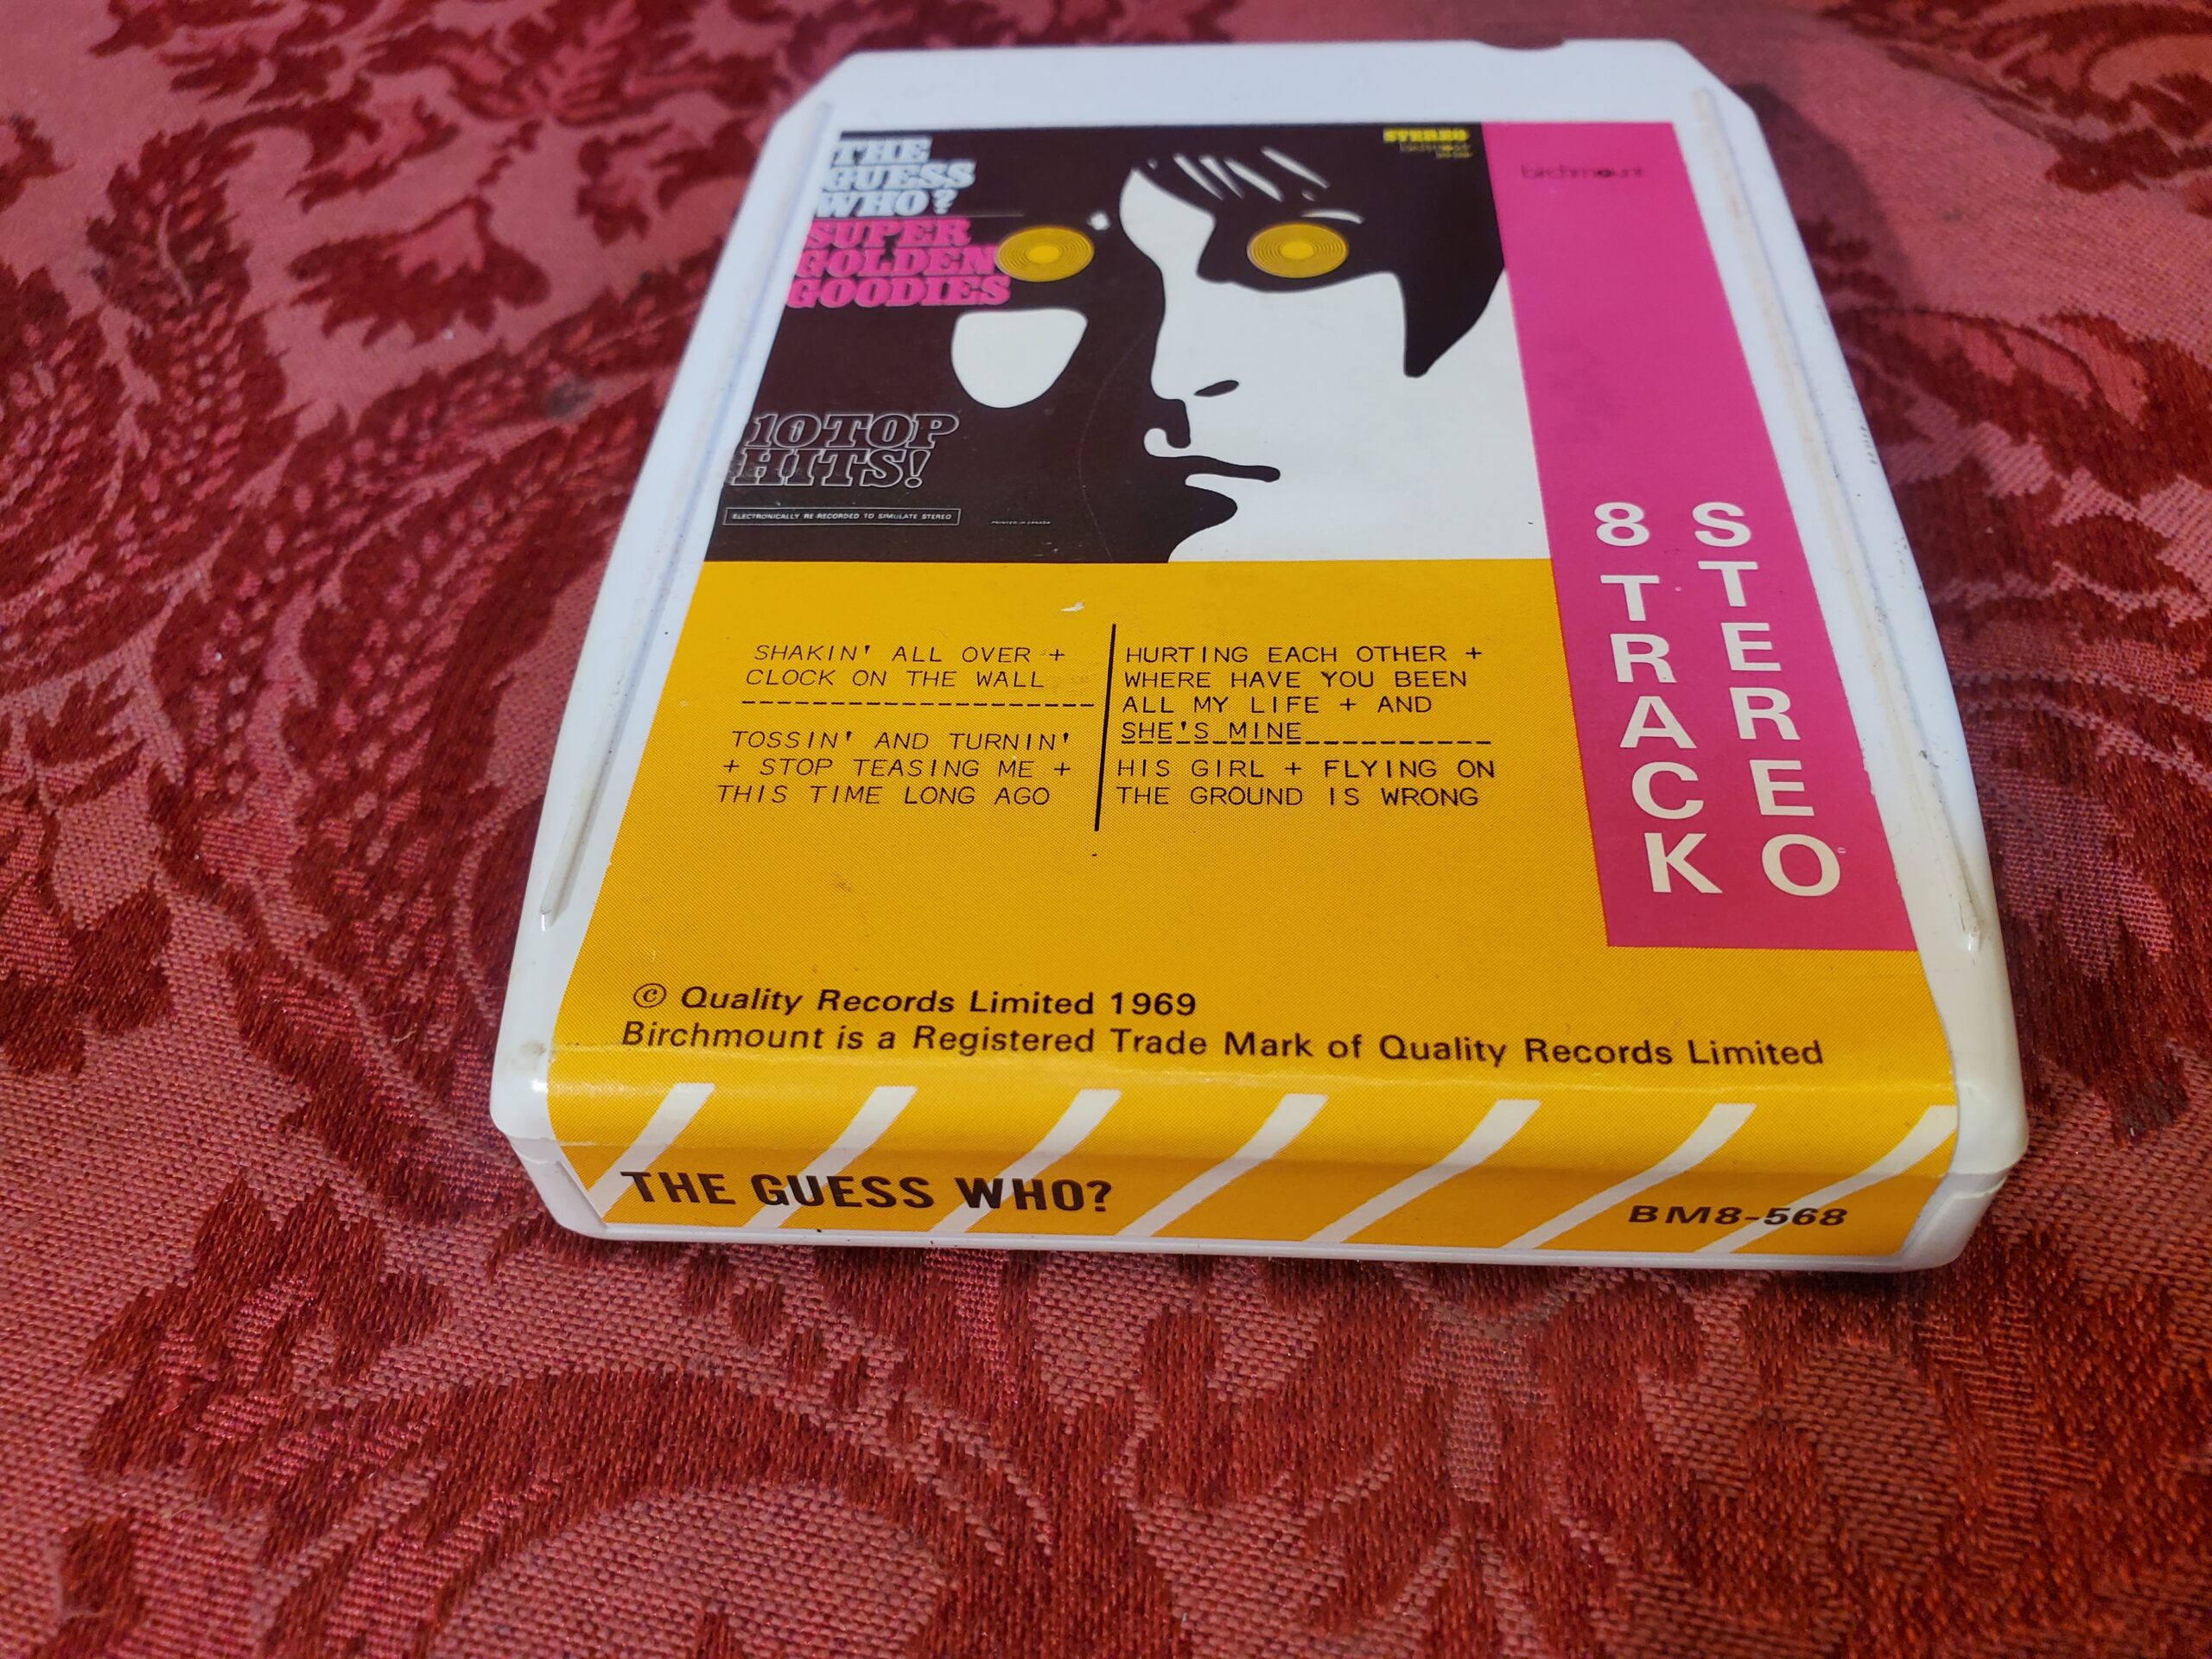 THE
GUESS
WHO?
SUPER
GOLDEN
GOODIES
STEREO
birchmount
10 TOP
HITS!
ELECTRONICALLY RE-RECORDED TO SIMULATE STEREO
PRINTED IN CANADA
8 TRACK
STEREO
SHAKIN' ALL OVER +
CLOCK ON THE WALL
TOSSIN' AND TURNIN'
+ STOP TEASING ME +
THIS TIME LONG AGO
HURTING EACH OTHER +
WHERE HAVE YOU BEEN
ALL MY LIFE + AND
SHE'S MINE
HIS GIRL + FLYING ON
THE GROUND IS WRONG
© Quality Records Limited 1969
Birchmount is a Registered Trade Mark of Quality Records Limited
THE GUESS WHO?
BM8-568